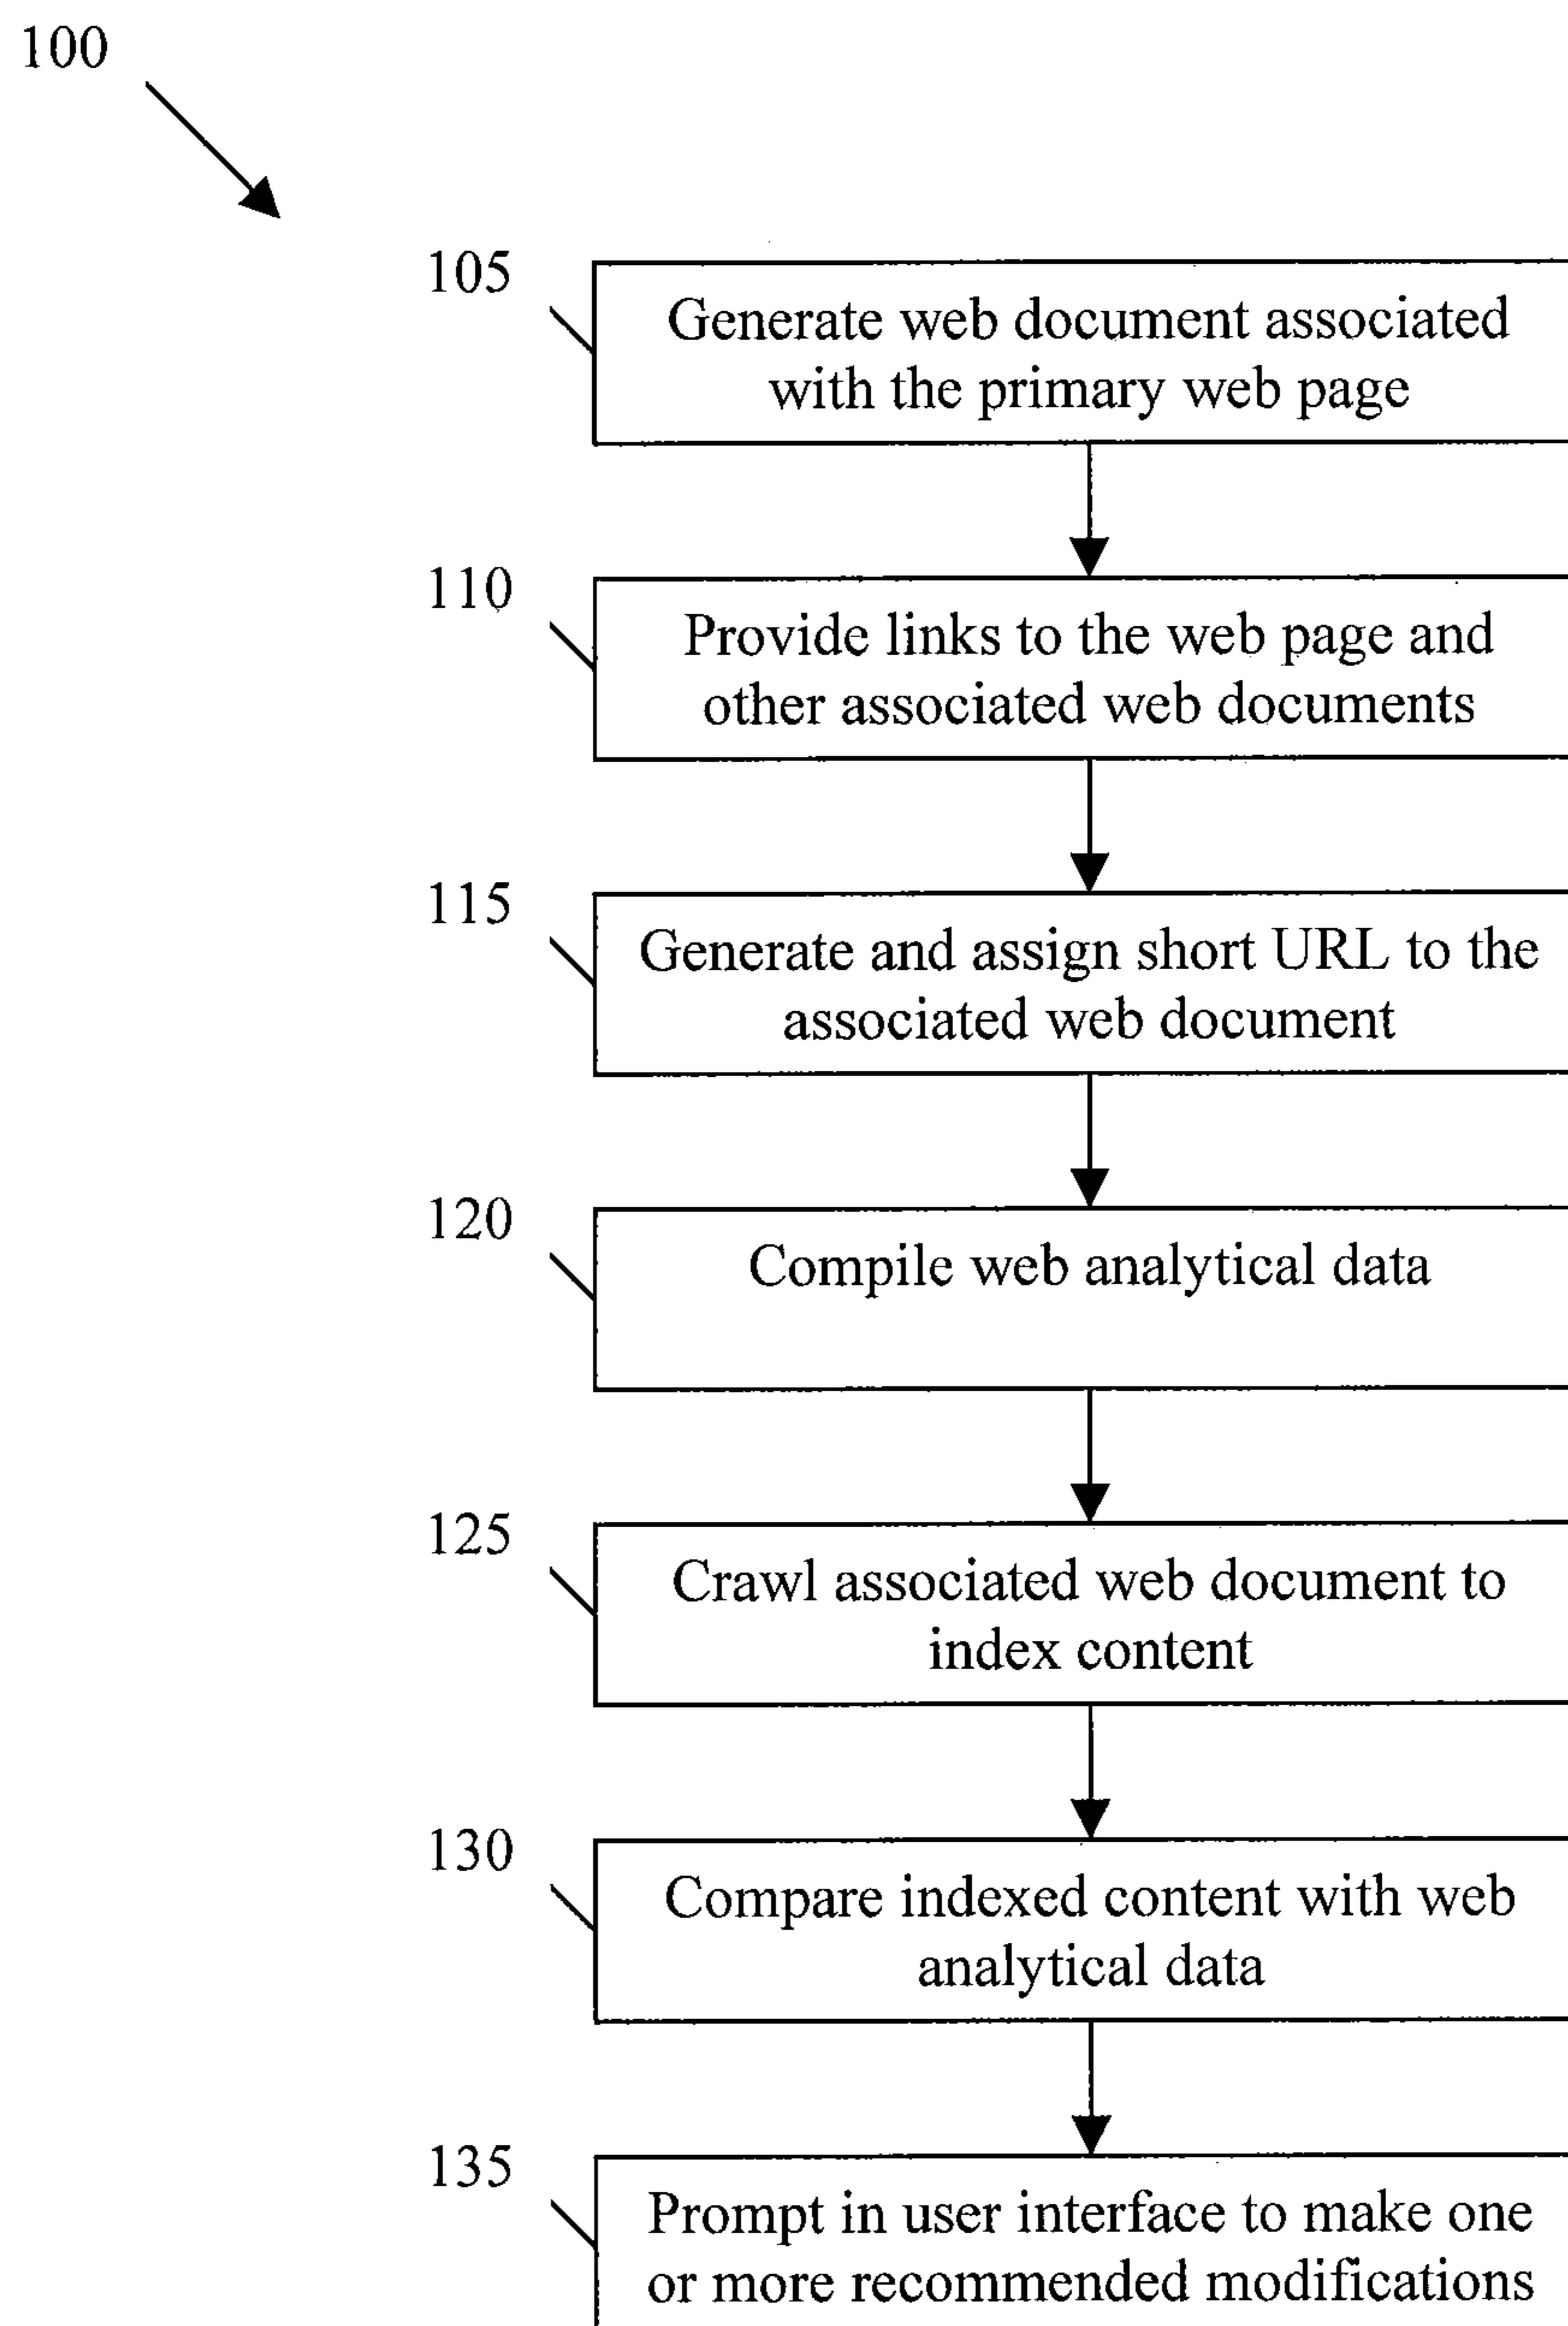 100
105
Generate web document associated
with the primary web page
110
Provide links to the web page and
other associated web documents
115
Generate and assign short URL to the
associated web document
120
Compile web analytical data
125
Crawl associated web document to
index content
130
Compare indexed content with web
analytical data
135
Prompt in user interface to make one
or more recommended modifications